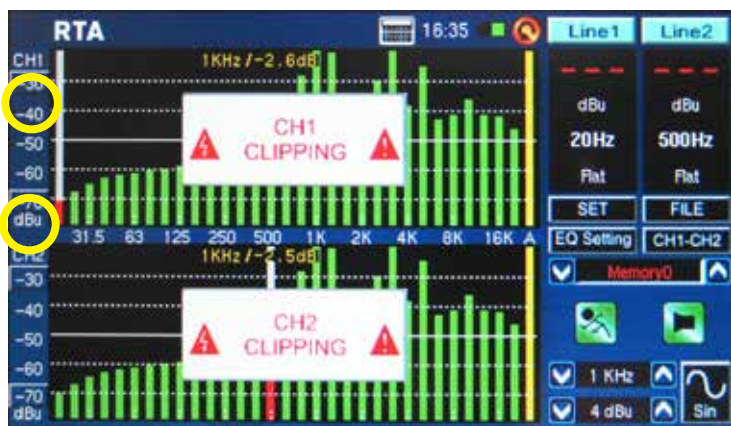 RTA 16:35 Line1 Line2
CH1 1KHz /-2.6dB
-30
-40
-50
-60
-70
dBu
CH1
CLIPPING
--- ---
dBu dBu
20Hz 500Hz
Flat Flat
SET FILE
31.5 63 125 250 500 1K 2K 4K 8K 16K A
EQ Setting CH1-CH2
CH2 1KHz /-2.5dB
-30
-40
-50
-60
-70
dBu
CH2
CLIPPING
Memory0
1 KHz
4 dBu Sin